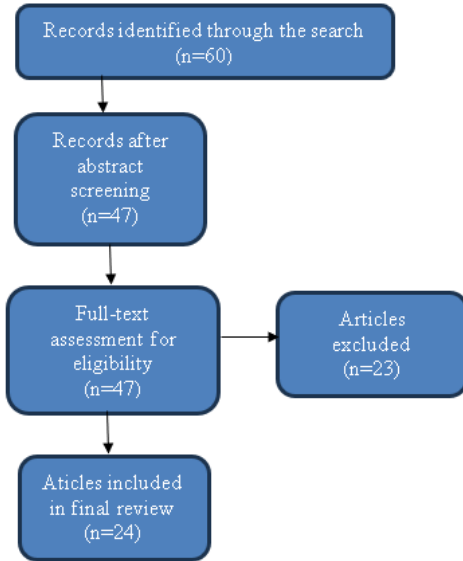 Records identified through the search
(n=60)
Records after
abstract
screening
(n=47)
Full-text
assessment for
eligibility
(n=47)
Articles
excluded
(n=23)
Aticles included
in final review
(n=24)